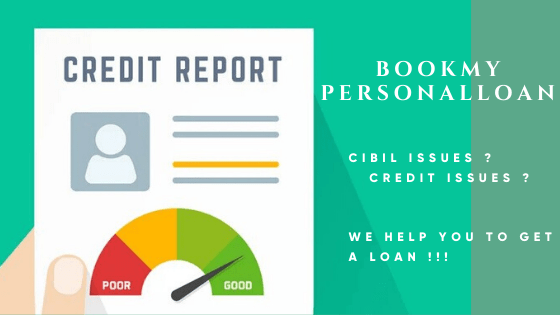 CREDIT REPORT
POOR
GOOD
BOOKMY
PERSONALLOAN
CIBIL ISSUES ?
CREDIT ISSUES ?
WE HELP YOU TO GET
A LOAN !!!